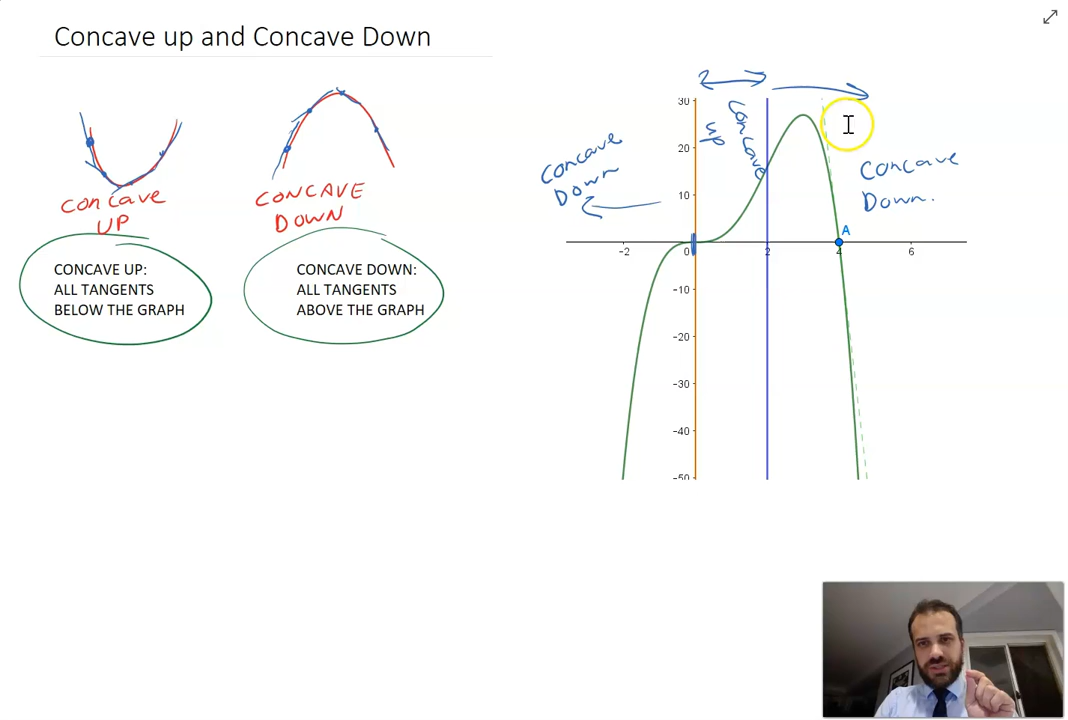 Concave up and Concave Down
Concave
UP
CONCAVE
DOWN
CONCAVE UP:
ALL TANGENTS
BELOW THE GRAPH
CONCAVE DOWN:
ALL TANGENTS
ABOVE THE GRAPH
Concave
Down
Concave
up
Concave
Down.
A
30
20
10
0
-10
-20
-30
-40
-50
-2
2
4
6